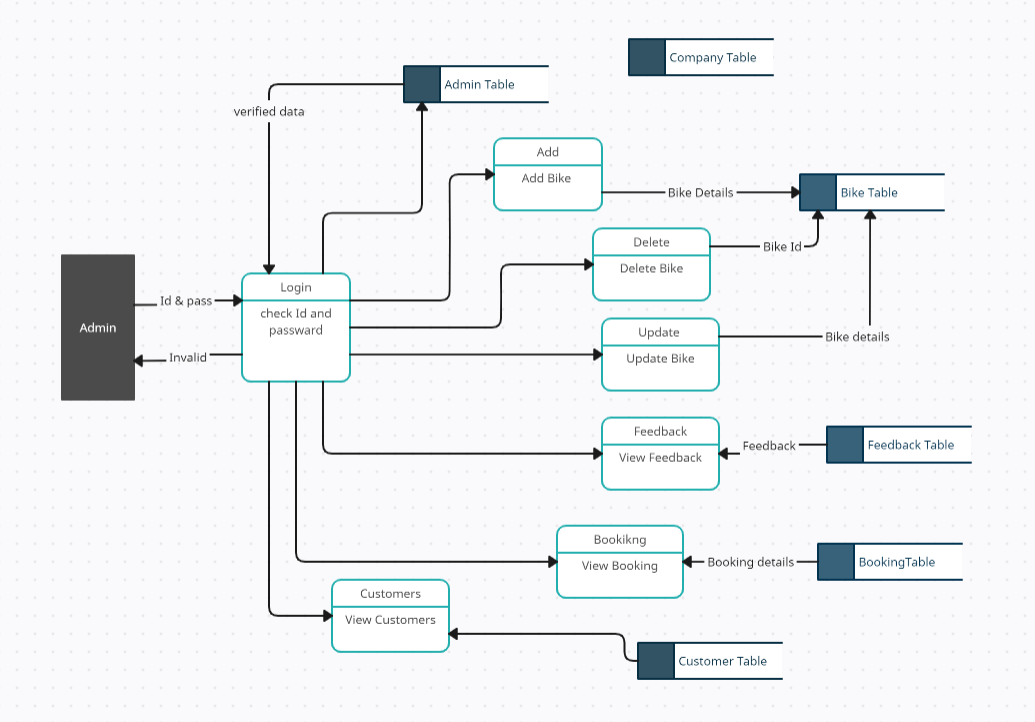 Company Table
Admin Table
verified data
Add
Add Bike
Bike Details
Bike Table
Delete
Delete Bike
Bike Id
Login
check Id and
passward
Id & pass
Admin
Invalid
Update
Update Bike
Bike details
Feedback
View Feedback
Feedback
Feedback Table
Bookikng
View Booking
Booking details
BookingTable
Customers
View Customers
Customer Table